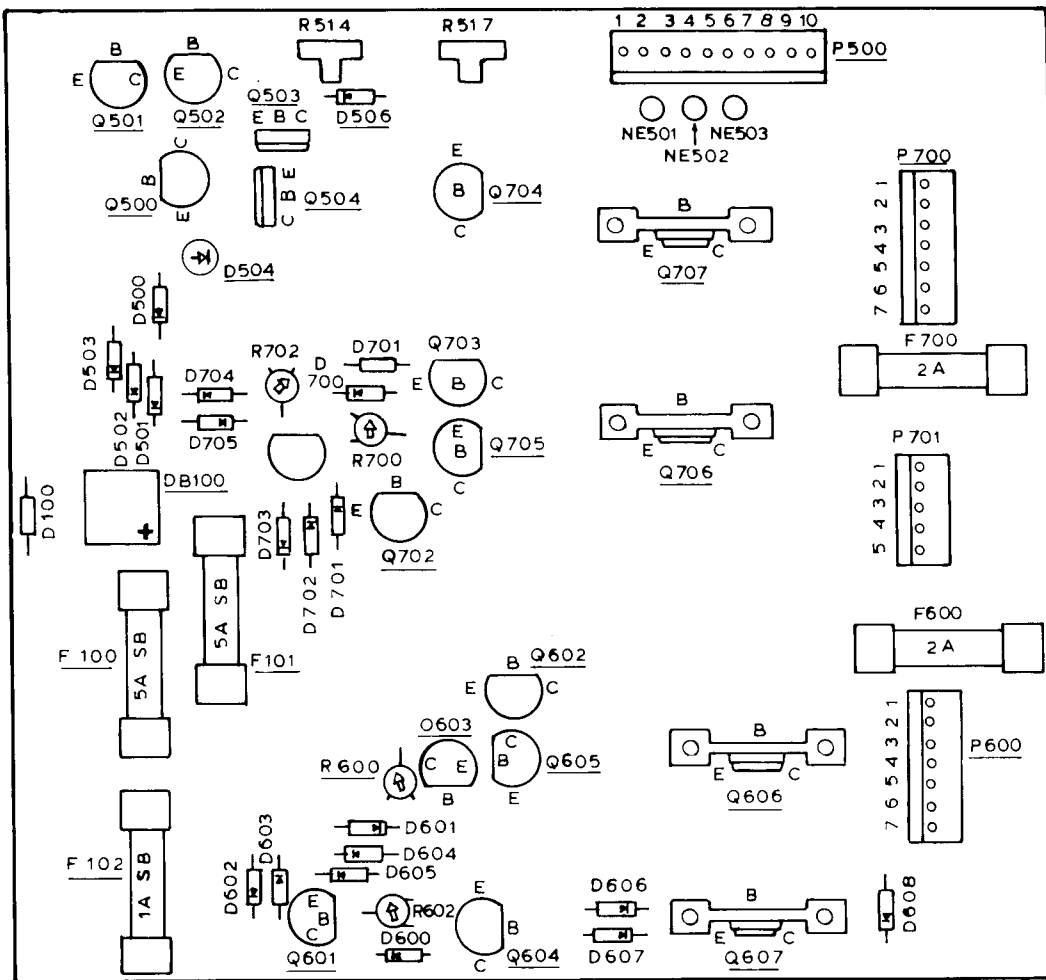 R514 R517 1 2 3 4 5 6 7 8 9 10
P500
B
E C
Q501
B
E C
Q502
Q503
E B C
D506
NE501 NE502 NE503
P700
1 2 3 4 5 6 7
C
B
E
Q500
E
B
C
Q504
E
B
C
Q704
B
E C
Q707
D504
D500
D503
D502
D501
F700
2A
R702
D
700
D701
Q703
E B C
D704
D705
R700
E
B
C
Q705
B
E C
Q706
P701
1 2 3 4 5
D100
DB100
+
D703
D702
D701
B
E C
Q702
5A SB
F101
F 100
5A SB
F600
2A
Q602
B
E C
O603
C E
B
C
B
E
Q605
R600
B
E C
Q606
P600
1 2 3 4 5 6 7
F 102
1A SB
D601
D604
D605
D603
D602
E
B
C
Q601
R602
D600
E
B
C
Q604
D606
D607
B
E C
Q607
D608